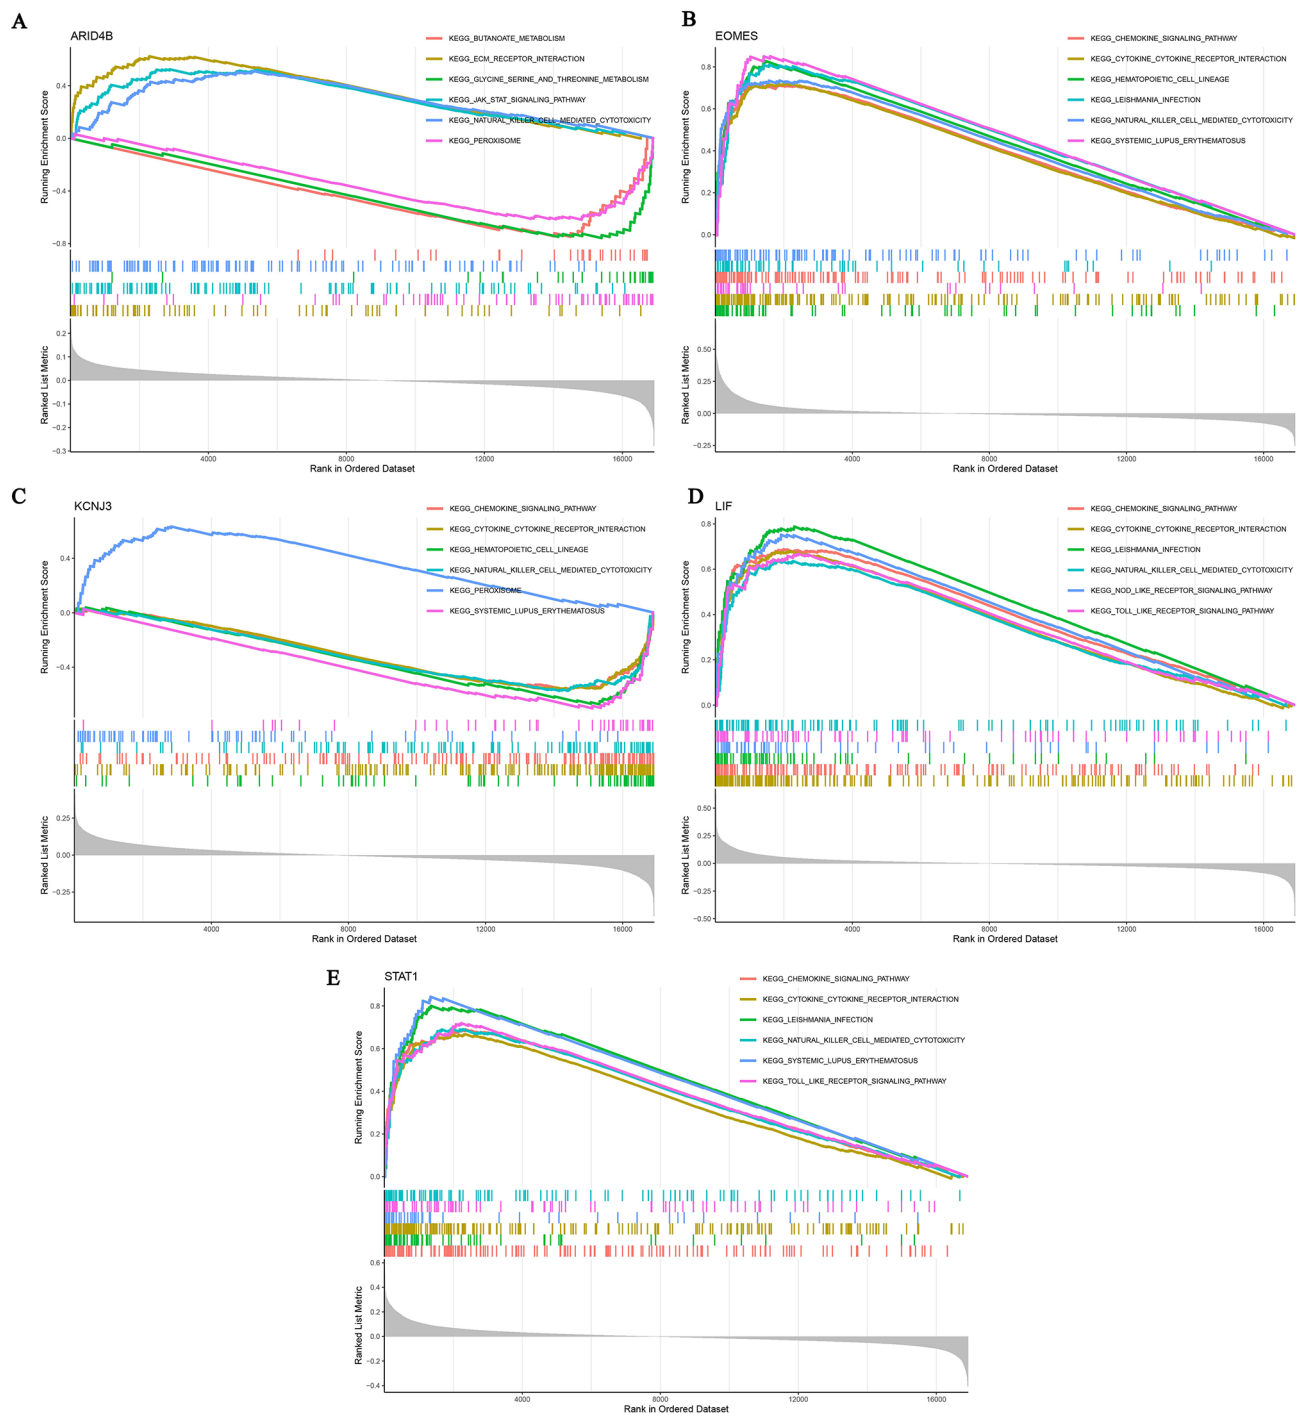 A
ARID4B
KEGG_BUTANOATE_METABOLISM
KEGG_ECM_RECEPTOR_INTERACTION
KEGG_GLYCINE_SERINE_AND_THREONINE_METABOLISM
KEGG_JAK_STAT_SIGNALING_PATHWAY
KEGG_NATURAL_KILLER_CELL_MEDIATED_CYTOTOXICITY
KEGG_PEROXISOME
Running Enrichment Score
0.4
0.0
−0.4
−0.8
Ranked List Metric
0.2
0.1
0.0
−0.1
−0.2
−0.3
4000 8000 12000 16000
Rank in Ordered Dataset
B
EOMES
KEGG_CHEMOKINE_SIGNALING_PATHWAY
KEGG_CYTOKINE_CYTOKINE_RECEPTOR_INTERACTION
KEGG_HEMATOPOIETIC_CELL_LINEAGE
KEGG_LEISHMANIA_INFECTION
KEGG_NATURAL_KILLER_CELL_MEDIATED_CYTOTOXICITY
KEGG_SYSTEMIC_LUPUS_ERYTHEMATOSUS
Running Enrichment Score
0.8
0.6
0.4
0.2
0.0
Ranked List Metric
0.50
0.25
0.00
−0.25
4000 8000 12000 16000
Rank in Ordered Dataset
C
KCNJ3
KEGG_CHEMOKINE_SIGNALING_PATHWAY
KEGG_CYTOKINE_CYTOKINE_RECEPTOR_INTERACTION
KEGG_HEMATOPOIETIC_CELL_LINEAGE
KEGG_NATURAL_KILLER_CELL_MEDIATED_CYTOTOXICITY
KEGG_PEROXISOME
KEGG_SYSTEMIC_LUPUS_ERYTHEMATOSUS
Running Enrichment Score
0.4
0.0
−0.4
Ranked List Metric
0.25
0.00
−0.25
4000 8000 12000 16000
Rank in Ordered Dataset
D
LIF
KEGG_CHEMOKINE_SIGNALING_PATHWAY
KEGG_CYTOKINE_CYTOKINE_RECEPTOR_INTERACTION
KEGG_LEISHMANIA_INFECTION
KEGG_NATURAL_KILLER_CELL_MEDIATED_CYTOTOXICITY
KEGG_NOD_LIKE_RECEPTOR_SIGNALING_PATHWAY
KEGG_TOLL_LIKE_RECEPTOR_SIGNALING_PATHWAY
Running Enrichment Score
0.8
0.6
0.4
0.2
0.0
Ranked List Metric
0.50
0.25
0.00
−0.25
−0.50
4000 8000 12000 16000
Rank in Ordered Dataset
E
STAT1
KEGG_CHEMOKINE_SIGNALING_PATHWAY
KEGG_CYTOKINE_CYTOKINE_RECEPTOR_INTERACTION
KEGG_LEISHMANIA_INFECTION
KEGG_NATURAL_KILLER_CELL_MEDIATED_CYTOTOXICITY
KEGG_SYSTEMIC_LUPUS_ERYTHEMATOSUS
KEGG_TOLL_LIKE_RECEPTOR_SIGNALING_PATHWAY
Running Enrichment Score
0.8
0.6
0.4
0.2
0.0
Ranked List Metric
0.6
0.4
0.2
0.0
−0.2
−0.4
4000 8000 12000 16000
Rank in Ordered Dataset